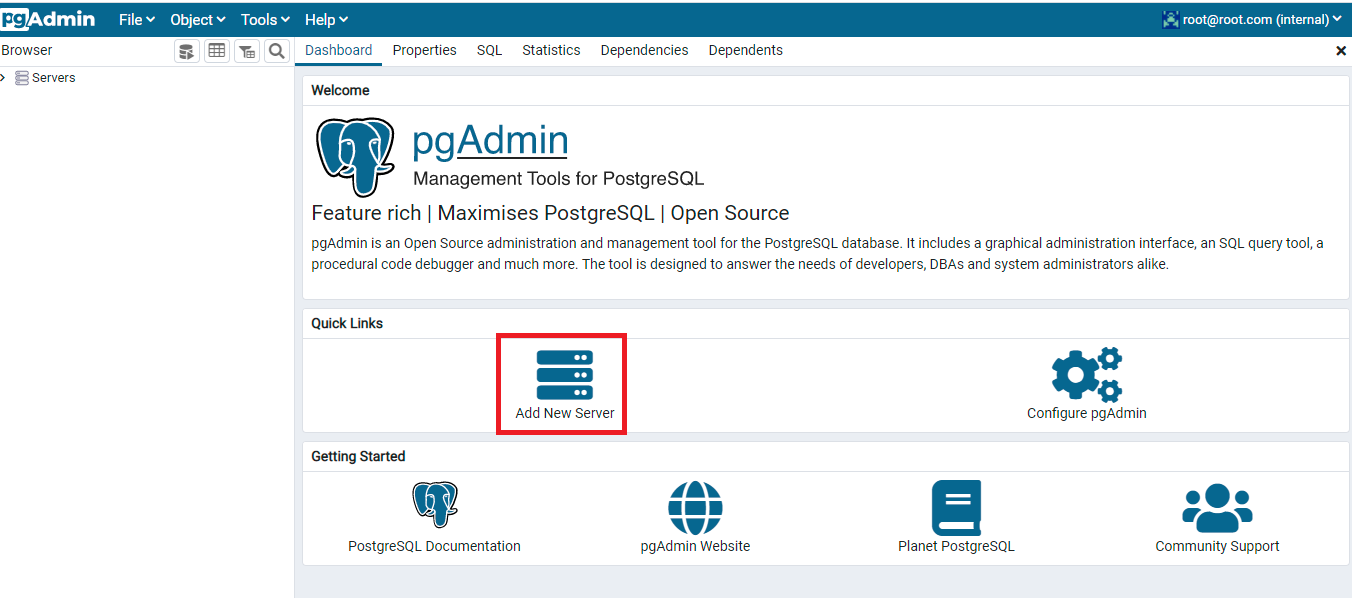 pgAdmin File Object Tools Help root@root.com (internal)
Browser Dashboard Properties SQL Statistics Dependencies Dependents
Servers
Welcome
pgAdmin
Management Tools for PostgreSQL
Feature rich | Maximises PostgreSQL | Open Source
pgAdmin is an Open Source administration and management tool for the PostgreSQL database. It includes a graphical administration interface, an SQL query tool, a
procedural code debugger and much more. The tool is designed to answer the needs of developers, DBAs and system administrators alike.
Quick Links
Add New Server Configure pgAdmin
Getting Started
PostgreSQL Documentation pgAdmin Website Planet PostgreSQL Community Support